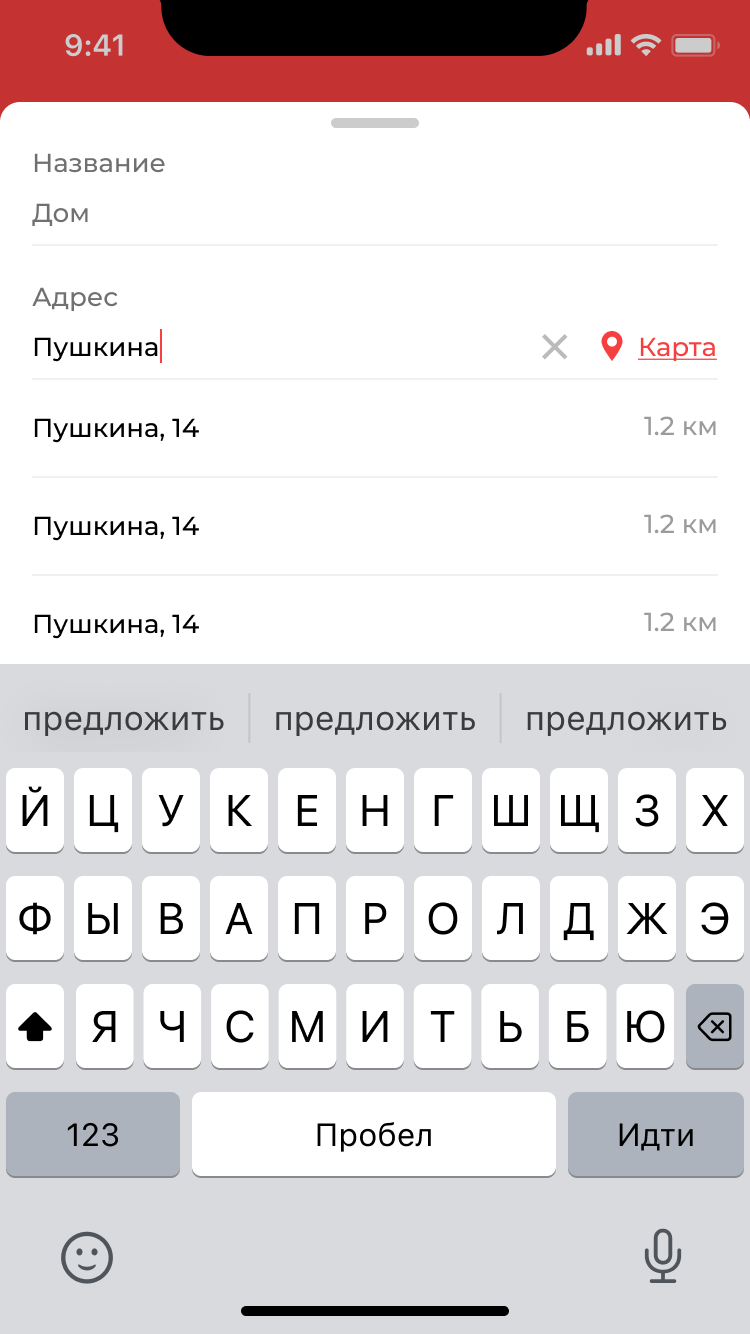 9:41
Название
Дом
Адрес
Пушкина Карта
Пушкина, 14 1.2 км
Пушкина, 14 1.2 км
Пушкина, 14 1.2 км
предложить предложить предложить
Й Ц У К Е Н Г Ш Щ З Х
Ф Ы В А П Р О Л Д Ж Э
Я Ч С М И Т Ь Б Ю
123 Пробел Идти